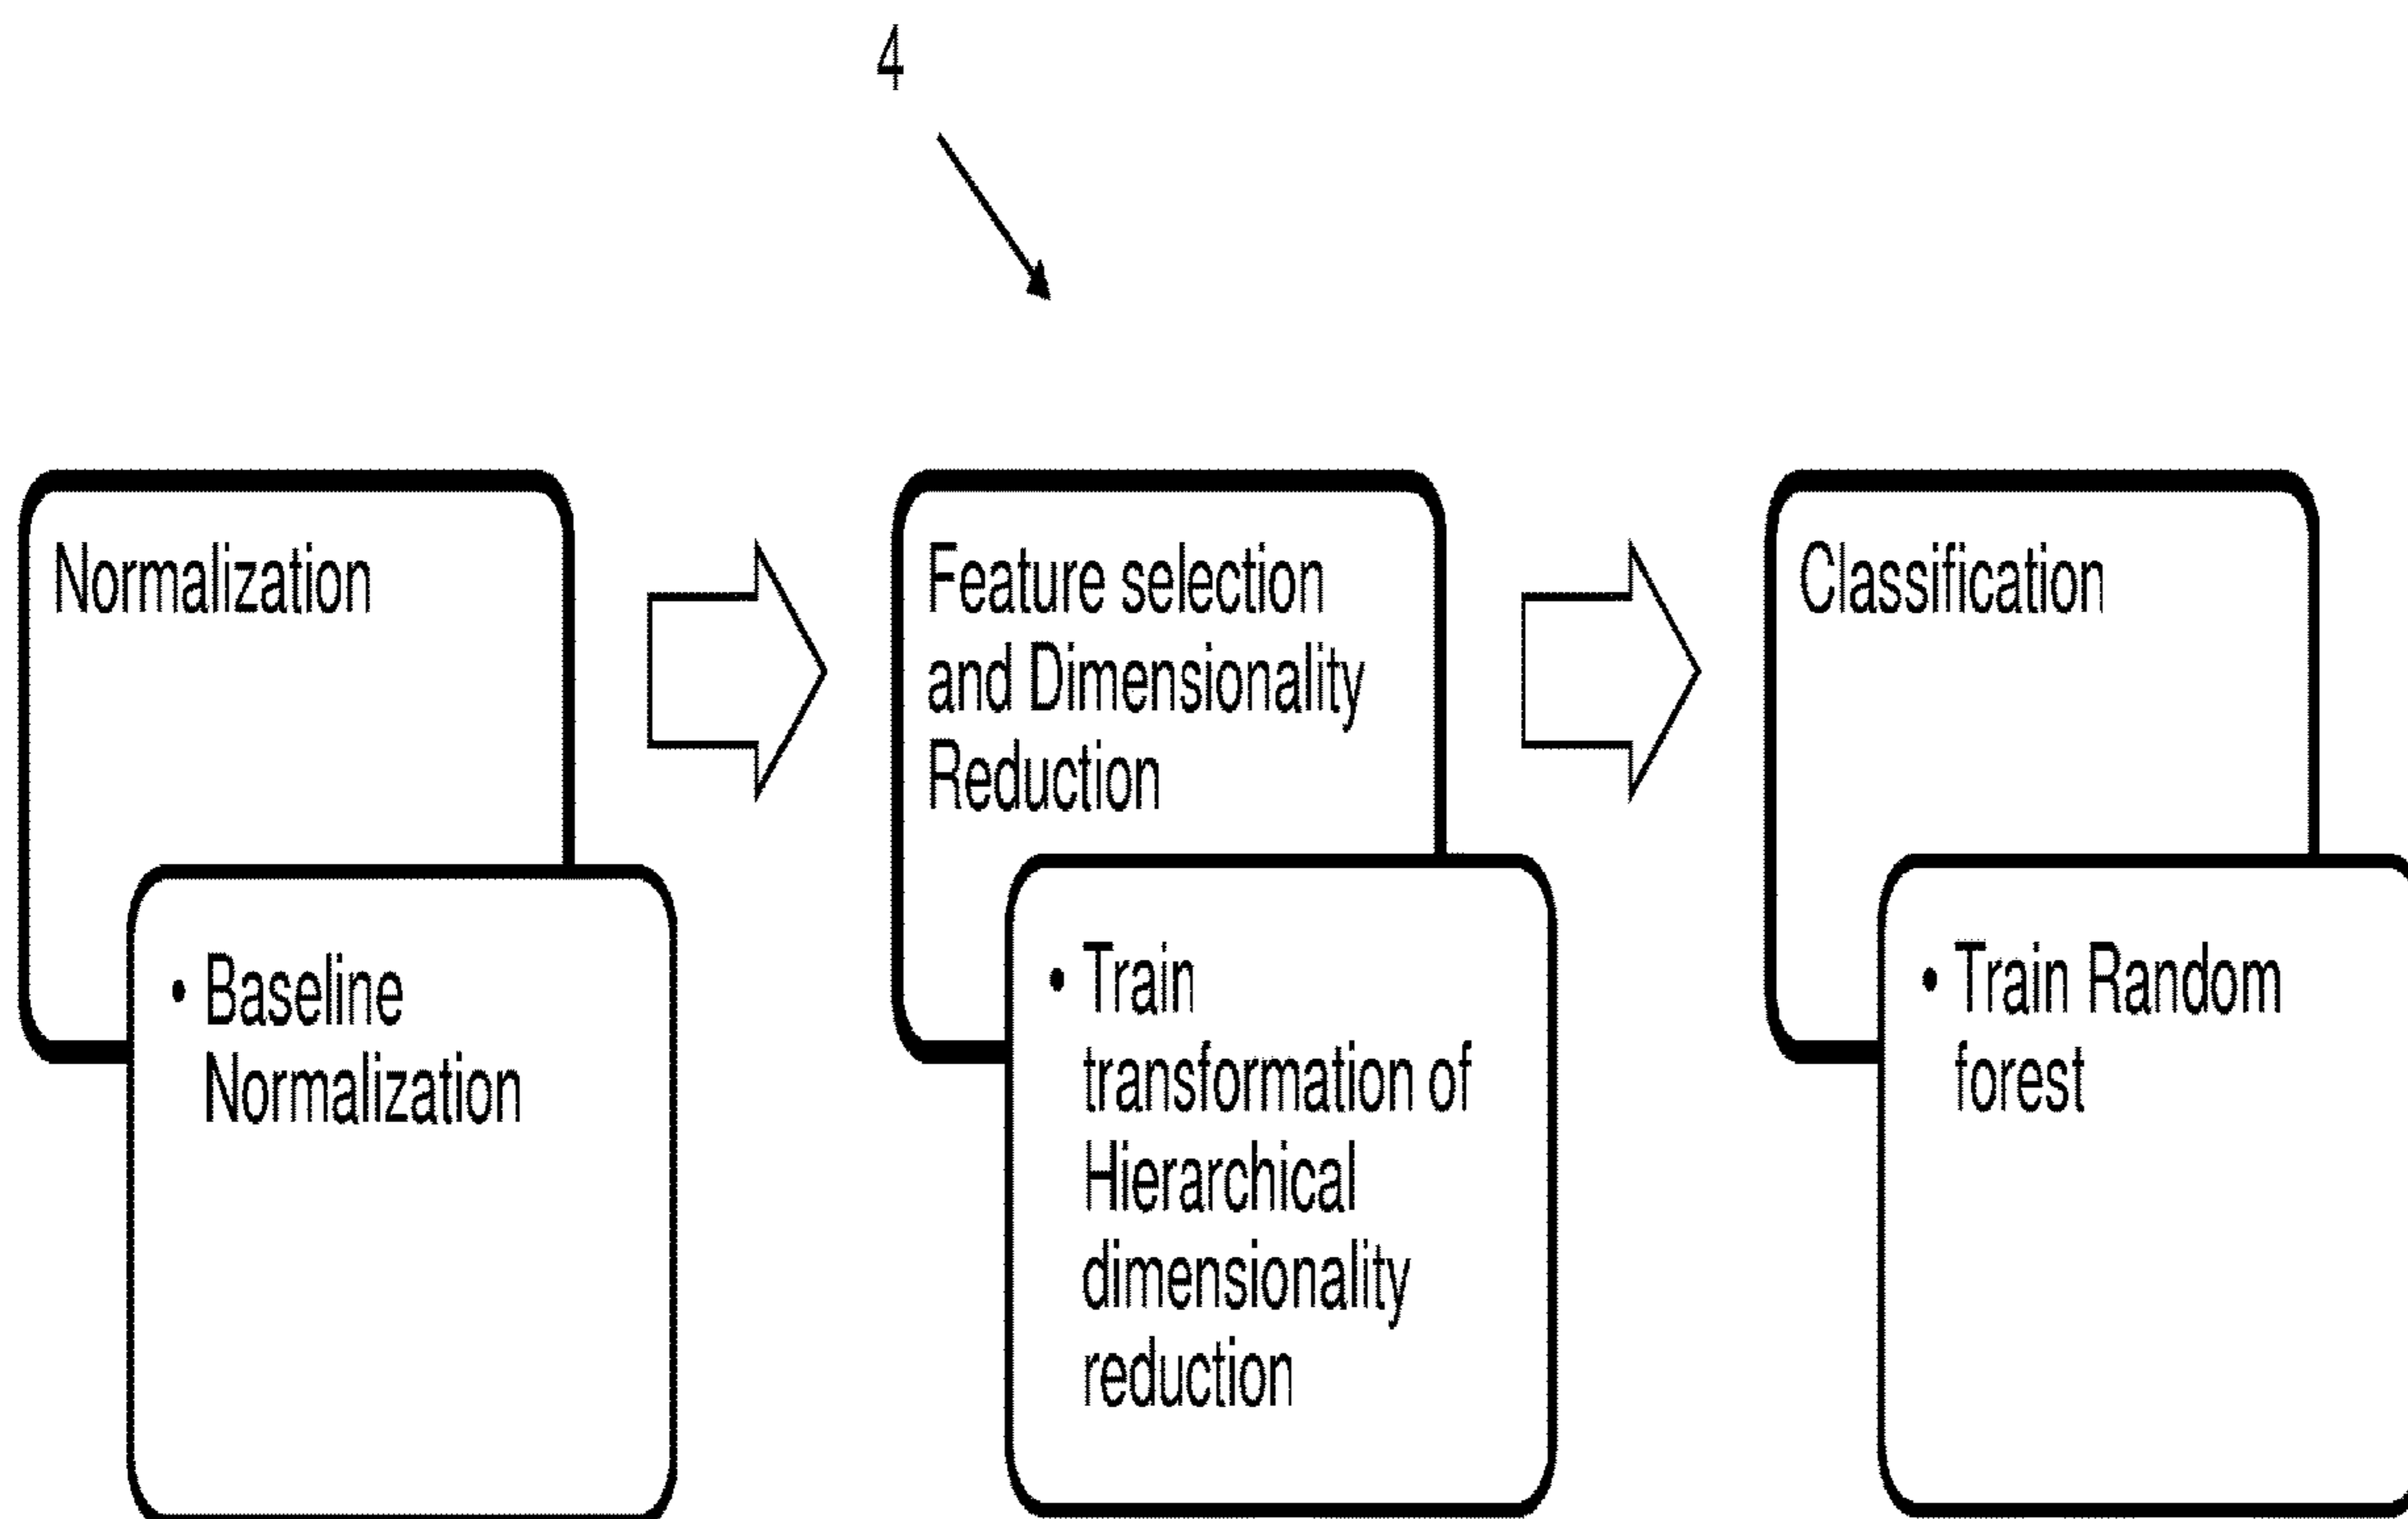 4
Normalization
• Baseline
Normalization
Feature selection
and Dimensionality
Reduction
• Train
transformation of
Hierarchical
dimensionality
reduction
Classification
• Train Random
forest